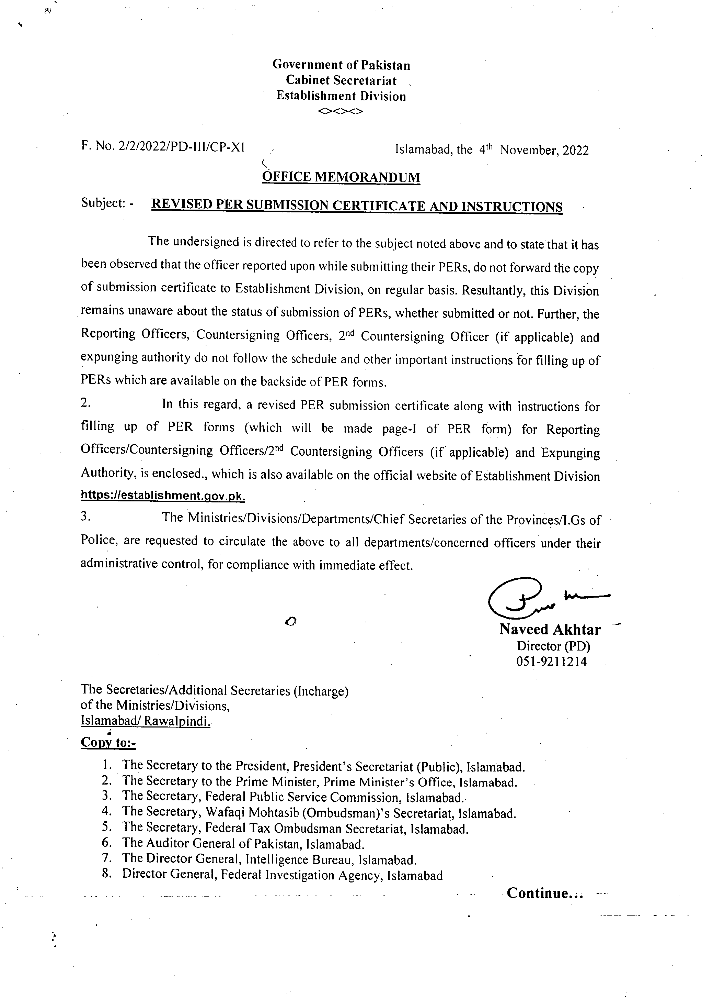 Government of Pakistan
Cabinet Secretariat
Establishment Division
<><><>
F. No. 2/2/2022/PD-III/CP-XI
Islamabad, the 4th November, 2022
OFFICE MEMORANDUM
Subject: - REVISED PER SUBMISSION CERTIFICATE AND INSTRUCTIONS
The undersigned is directed to refer to the subject noted above and to state that it has
been observed that the officer reported upon while submitting their PERs, do not forward the copy
of submission certificate to Establishment Division, on regular basis. Resultantly, this Division
remains unaware about the status of submission of PERs, whether submitted or not. Further, the
Reporting Officers, Countersigning Officers, 2nd Countersigning Officer (if applicable) and
expunging authority do not follow the schedule and other important instructions for filling up of
PERs which are available on the backside of PER forms.
2. In this regard, a revised PER submission certificate along with instructions for
filling up of PER forms (which will be made page-I of PER form) for Reporting
Officers/Countersigning Officers/2nd Countersigning Officers (if applicable) and Expunging
Authority, is enclosed., which is also available on the official website of Establishment Division
https://establishment.gov.pk.
3. The Ministries/Divisions/Departments/Chief Secretaries of the Provinces/I.Gs of
Police, are requested to circulate the above to all departments/concerned officers under their
administrative control, for compliance with immediate effect.
Naveed Akhtar
Director (PD)
051-9211214
The Secretaries/Additional Secretaries (Incharge)
of the Ministries/Divisions,
Islamabad/ Rawalpindi.
Copy to:-
1. The Secretary to the President, President's Secretariat (Public), Islamabad.
2. The Secretary to the Prime Minister, Prime Minister's Office, Islamabad.
3. The Secretary, Federal Public Service Commission, Islamabad.
4. The Secretary, Wafaqi Mohtasib (Ombudsman)'s Secretariat, Islamabad.
5. The Secretary, Federal Tax Ombudsman Secretariat, Islamabad.
6. The Auditor General of Pakistan, Islamabad.
7. The Director General, Intelligence Bureau, Islamabad.
8. Director General, Federal Investigation Agency, Islamabad
Continue...